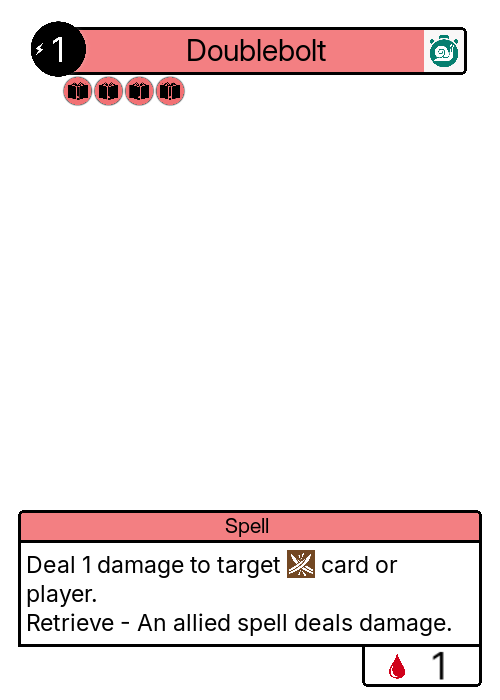 1
Doublebolt
Spell
Deal 1 damage to target card or
player.
Retrieve - An allied spell deals damage.
1